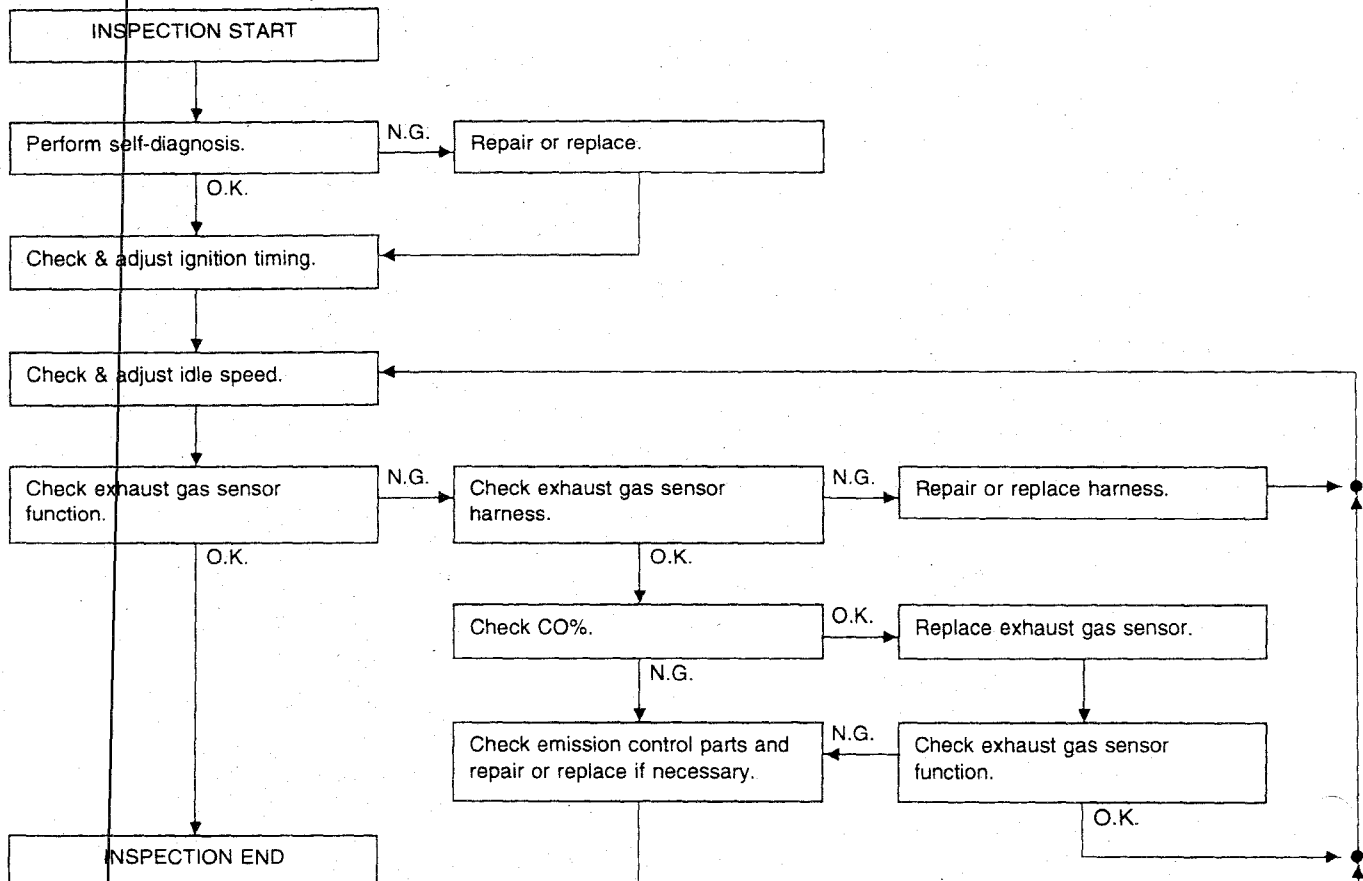 INSPECTION START
Perform self-diagnosis.
N.G.
Repair or replace.
O.K.
Check & adjust ignition timing.
Check & adjust idle speed.
Check exhaust gas sensor
function.
N.G.
Check exhaust gas sensor
harness.
N.G.
Repair or replace harness.
O.K.
O.K.
Check CO%.
O.K.
Replace exhaust gas sensor.
N.G.
Check emission control parts and
repair or replace if necessary.
N.G.
Check exhaust gas sensor
function.
O.K.
INSPECTION END